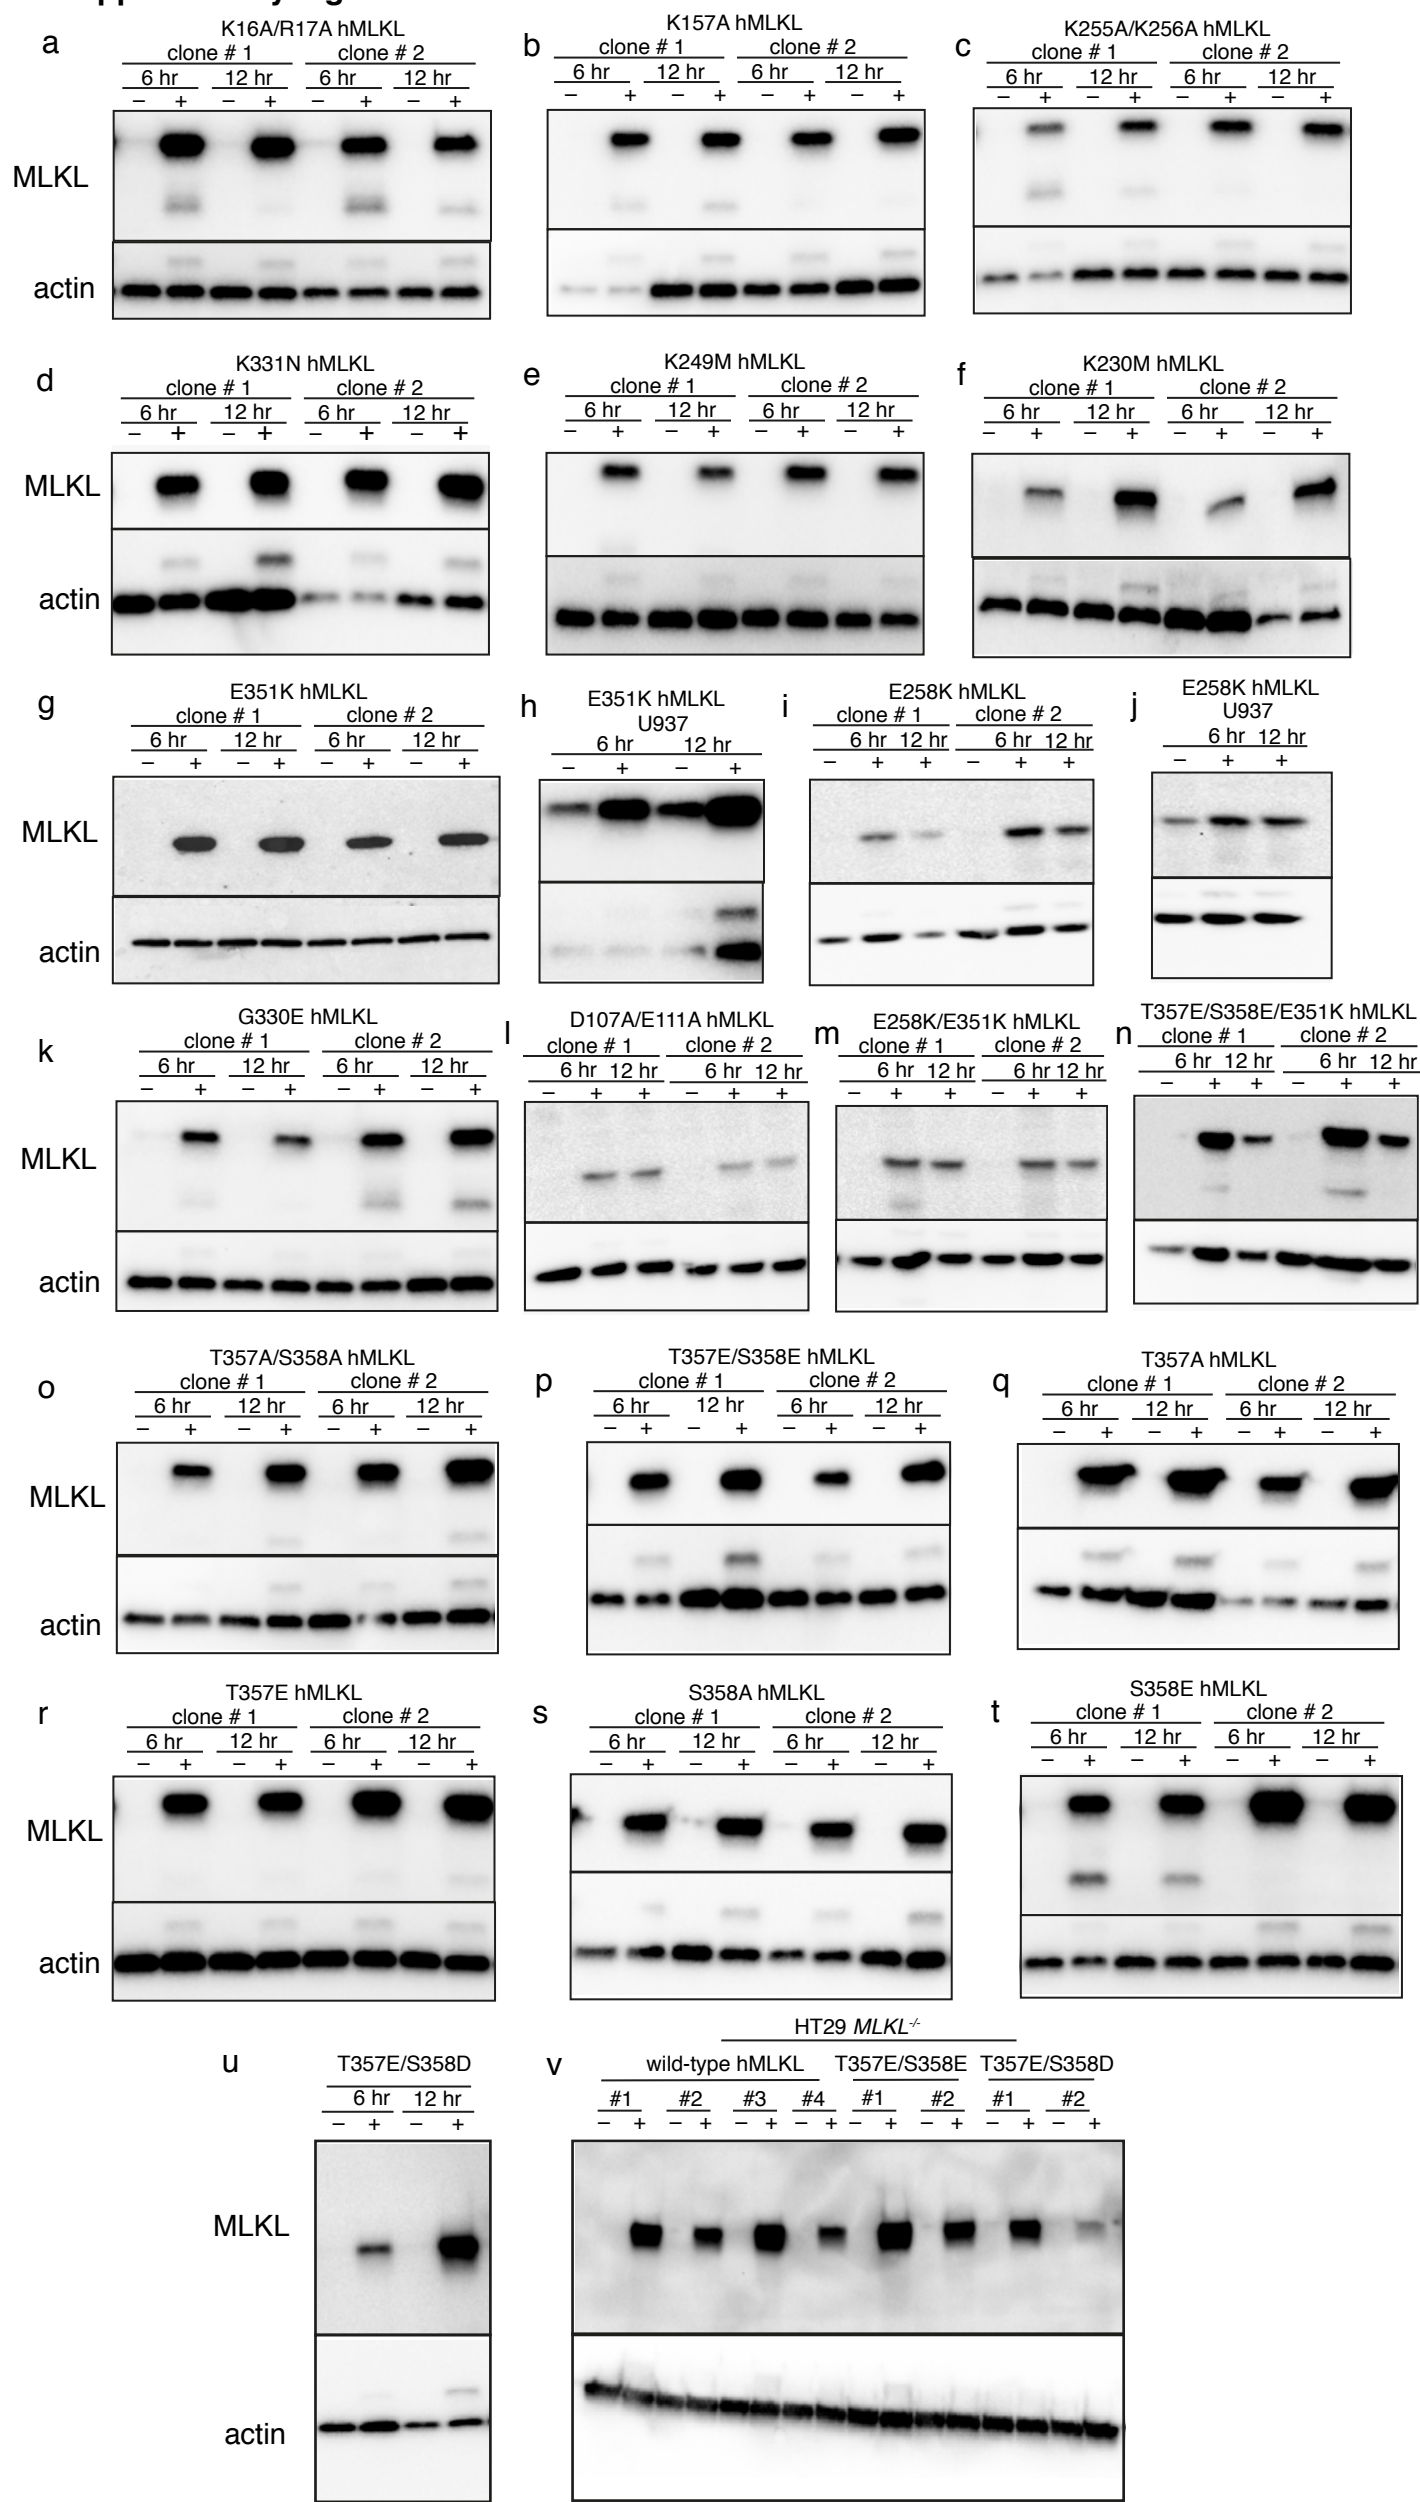 a
K16A/R17A hMLKL
clone # 1 clone # 2
6 hr 12 hr 6 hr 12 hr
– + – + – + – +
MLKL
actin
b
K157A hMLKL
clone # 1 clone # 2
6 hr 12 hr 6 hr 12 hr
– + – + – + – +
c
K255A/K256A hMLKL
clone # 1 clone # 2
6 hr 12 hr 6 hr 12 hr
– + – + – + – +
d
K331N hMLKL
clone # 1 clone # 2
6 hr 12 hr 6 hr 12 hr
– + – + – + – +
MLKL
actin
e
K249M hMLKL
clone # 1 clone # 2
6 hr 12 hr 6 hr 12 hr
– + – + – + – +
f
K230M hMLKL
clone # 1 clone # 2
6 hr 12 hr 6 hr 12 hr
– + – + – + – +
g
E351K hMLKL
clone # 1 clone # 2
6 hr 12 hr 6 hr 12 hr
– + – + – + – +
MLKL
actin
h
E351K hMLKL
U937
6 hr 12 hr
– + – +
i
E258K hMLKL
clone # 1 clone # 2
6 hr 12 hr 6 hr 12 hr
– + + – + +
j
E258K hMLKL
U937
6 hr 12 hr
– + +
k
G330E hMLKL
clone # 1 clone # 2
6 hr 12 hr 6 hr 12 hr
– + – + – + – +
MLKL
actin
l
D107A/E111A hMLKL
clone # 1 clone # 2
6 hr 12 hr 6 hr 12 hr
– + + – + +
m
E258K/E351K hMLKL
clone # 1 clone # 2
6 hr 12 hr 6 hr 12 hr
– + + – + +
n
T357E/S358E/E351K hMLKL
clone # 1 clone # 2
6 hr 12 hr 6 hr 12 hr
– + + – + +
o
T357A/S358A hMLKL
clone # 1 clone # 2
6 hr 12 hr 6 hr 12 hr
– + – + – + – +
MLKL
actin
p
T357E/S358E hMLKL
clone # 1 clone # 2
6 hr 12 hr 6 hr 12 hr
– + – + – + – +
q
T357A hMLKL
clone # 1 clone # 2
6 hr 12 hr 6 hr 12 hr
– + – + – + – +
r
T357E hMLKL
clone # 1 clone # 2
6 hr 12 hr 6 hr 12 hr
– + – + – + – +
MLKL
actin
s
S358A hMLKL
clone # 1 clone # 2
6 hr 12 hr 6 hr 12 hr
– + – + – + – +
t
S358E hMLKL
clone # 1 clone # 2
6 hr 12 hr 6 hr 12 hr
– + – + – + – +
u
T357E/S358D
6 hr 12 hr
– + – +
MLKL
actin
v
HT29 MLKL-/-
wild-type hMLKL T357E/S358E T357E/S358D
#1 #2 #3 #4 #1 #2 #1 #2
– + – + – + – + – + – + – + – +